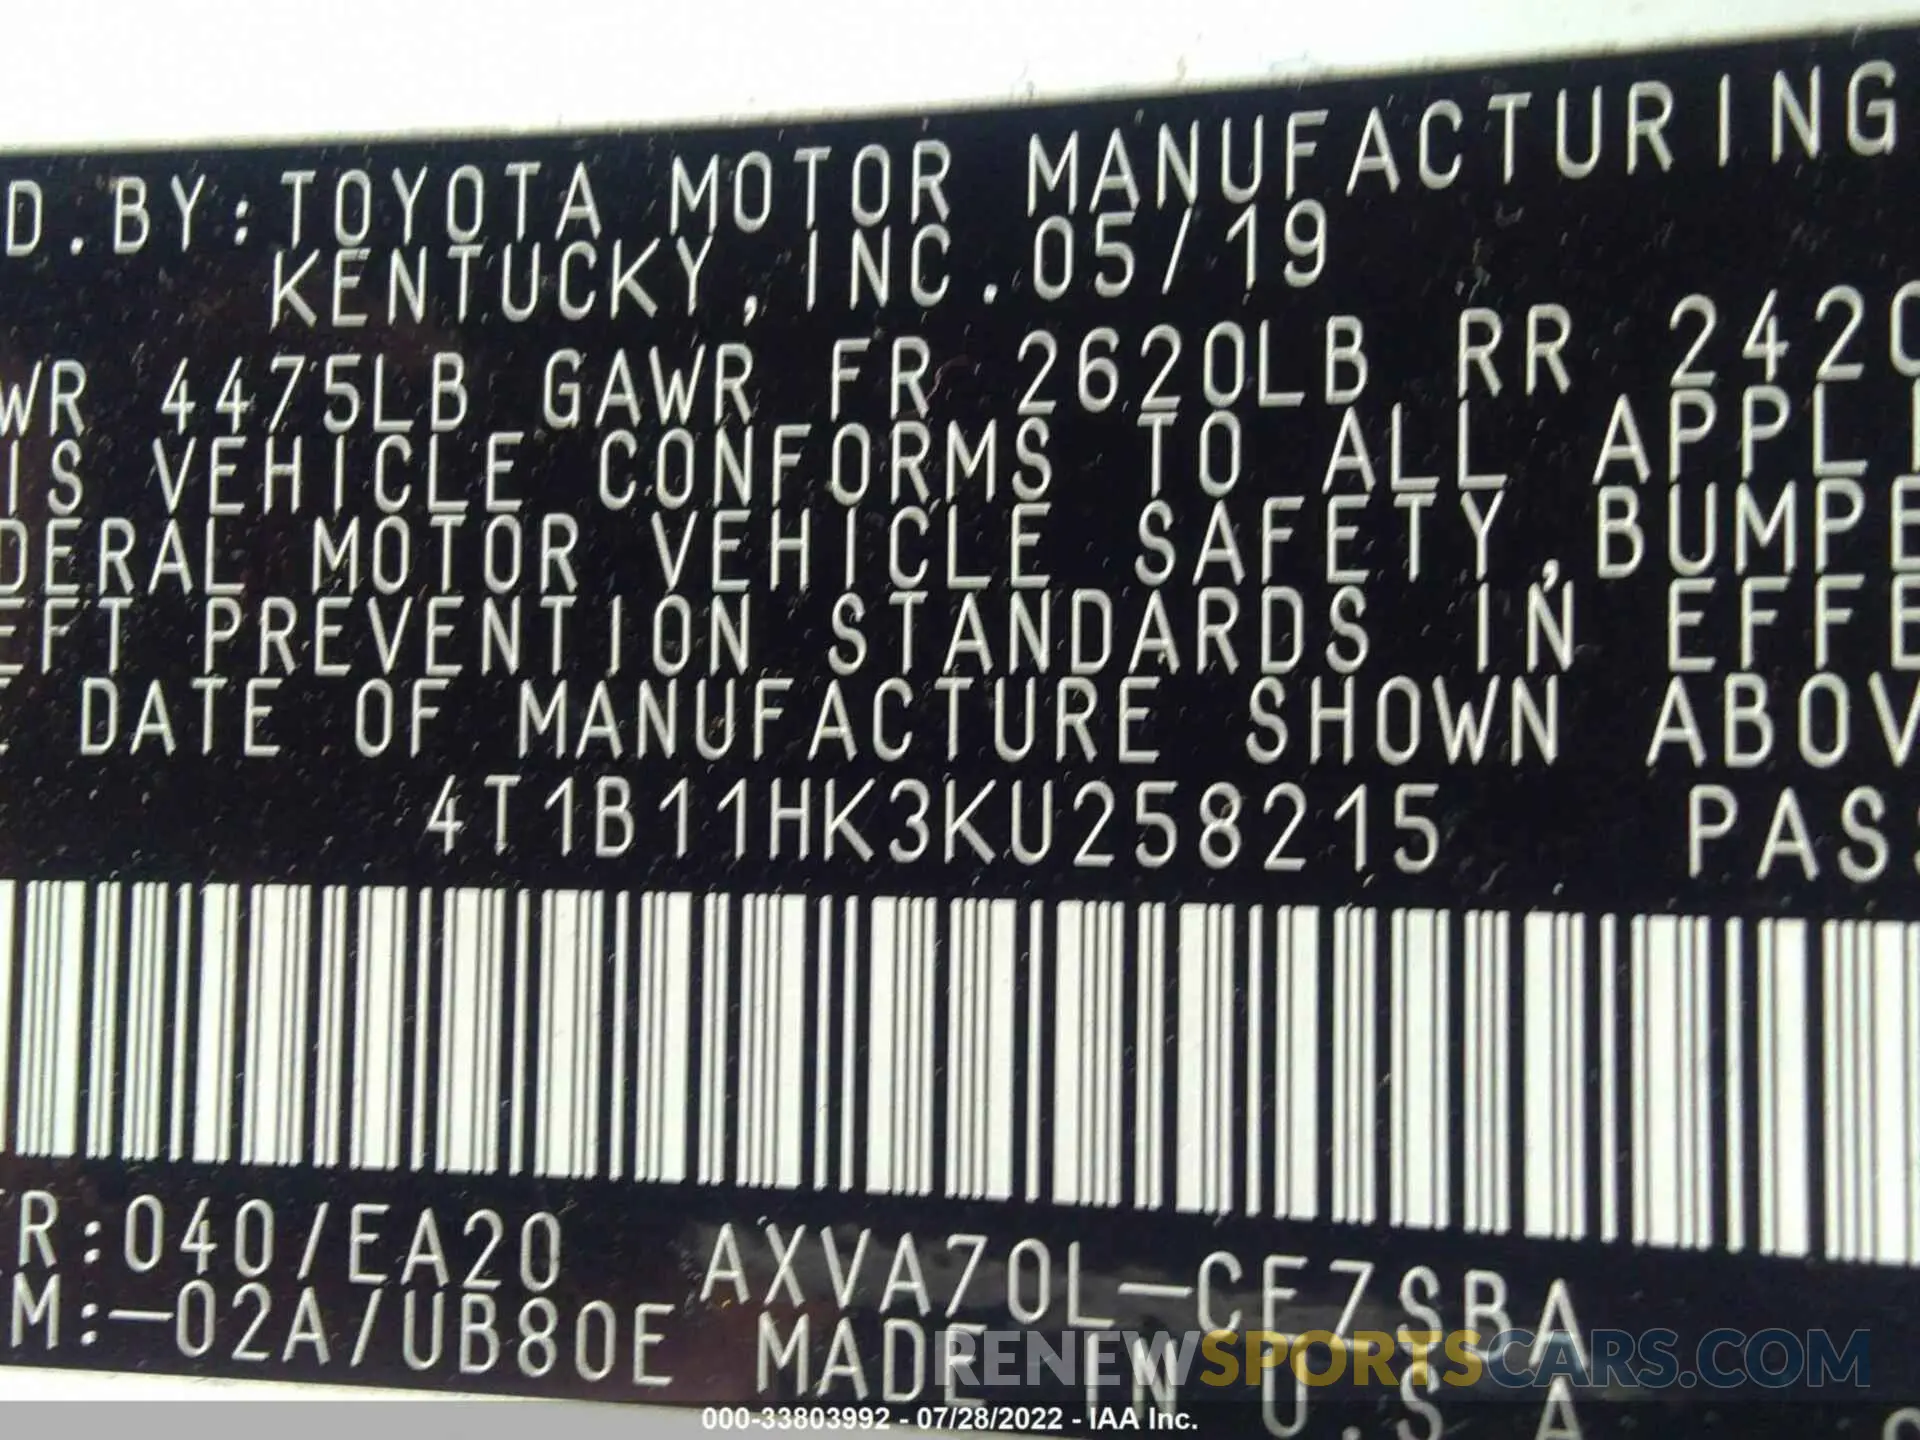 D.BY:TOYOTA MOTOR MANUFACTURING
KENTUCKY, INC. 05/19
WR 4475LB GAWR FR 2620LB RR 242
IS VEHICLE CONFORMS TO ALL APPLI
DERAL MOTOR VEHICLE SAFETY,BUMPE
EFT PREVENTION STANDARDS IN EFFE
E DATE OF MANUFACTURE SHOWN ABOV
4T1B11HK3KU258215 PASS
R:040/EA20 AXVA70L-CE7SBA
M:-02A/UB80E MADE IN U.S.A
RENEWSPORTSCARS.COM
000-33803992 - 07/28/2022 - IAA Inc.